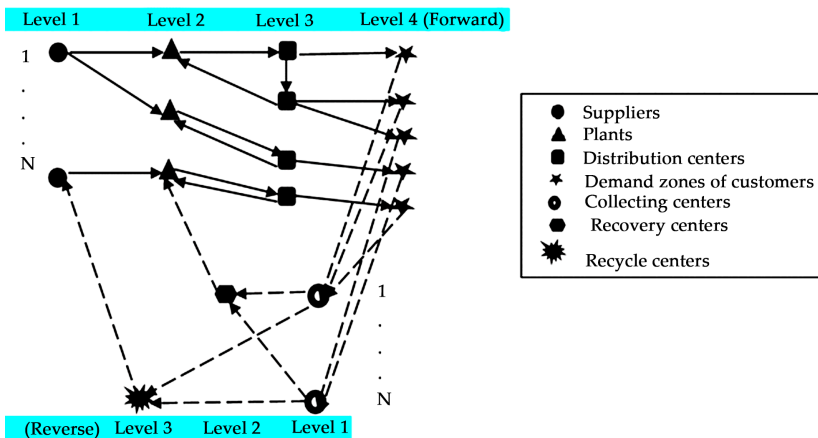 Level 1 Level 2 Level 3 Level 4 (Forward)
1
.
.
.
N
Suppliers
Plants
Distribution centers
Demand zones of customers
Collecting centers
Recovery centers
Recycle centers
1
.
.
.
N
(Reverse) Level 3 Level 2 Level 1